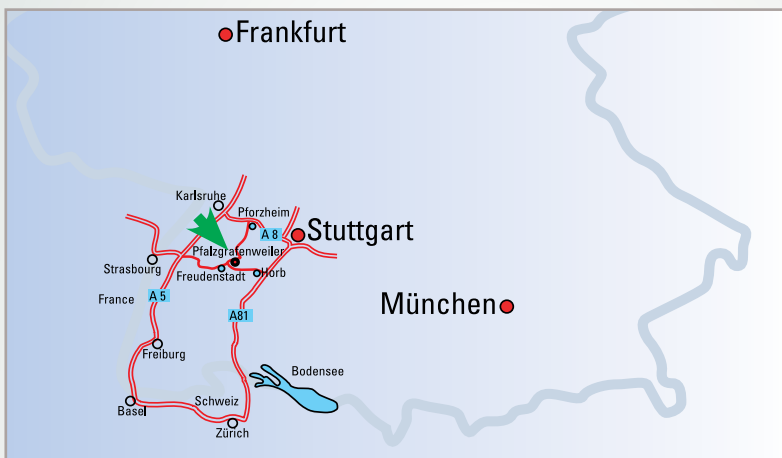 Frankfurt
Karlsruhe
Pforzheim
Stuttgart
A 8
Pfalzgrafenweiler
Strasbourg
Freudenstadt
Horb
France
A 5
München
A81
Freiburg
Bodensee
Basel
Schweiz
Zürich